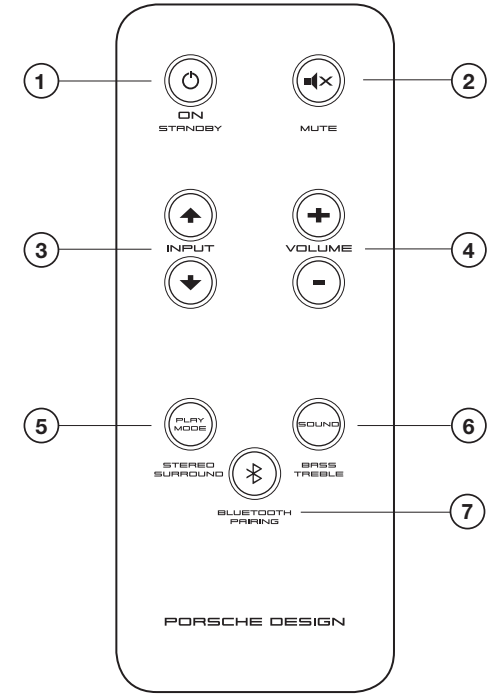 1
2
ON
STANDBY
MUTE
3
INPUT
VOLUME
4
5
PLAY
MODE
SOUND
6
STEREO
SURROUND
BASS
TREBLE
BLUETOOTH
PAIRING
7
PORSCHE DESIGN